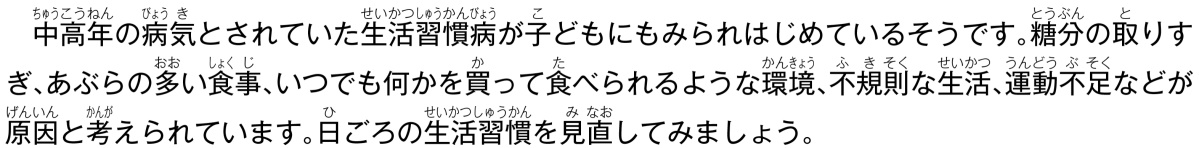 中高年の病気とされていた生活習慣病が子どもにもみられはじめているそうです。糖分の取りす
ぎ、あぶらの多い食事、いつでも何かを買って食べられるような環境、不規則な生活、運動不足などが
原因と考えられています。日ごろの生活習慣を見直してみましょう。